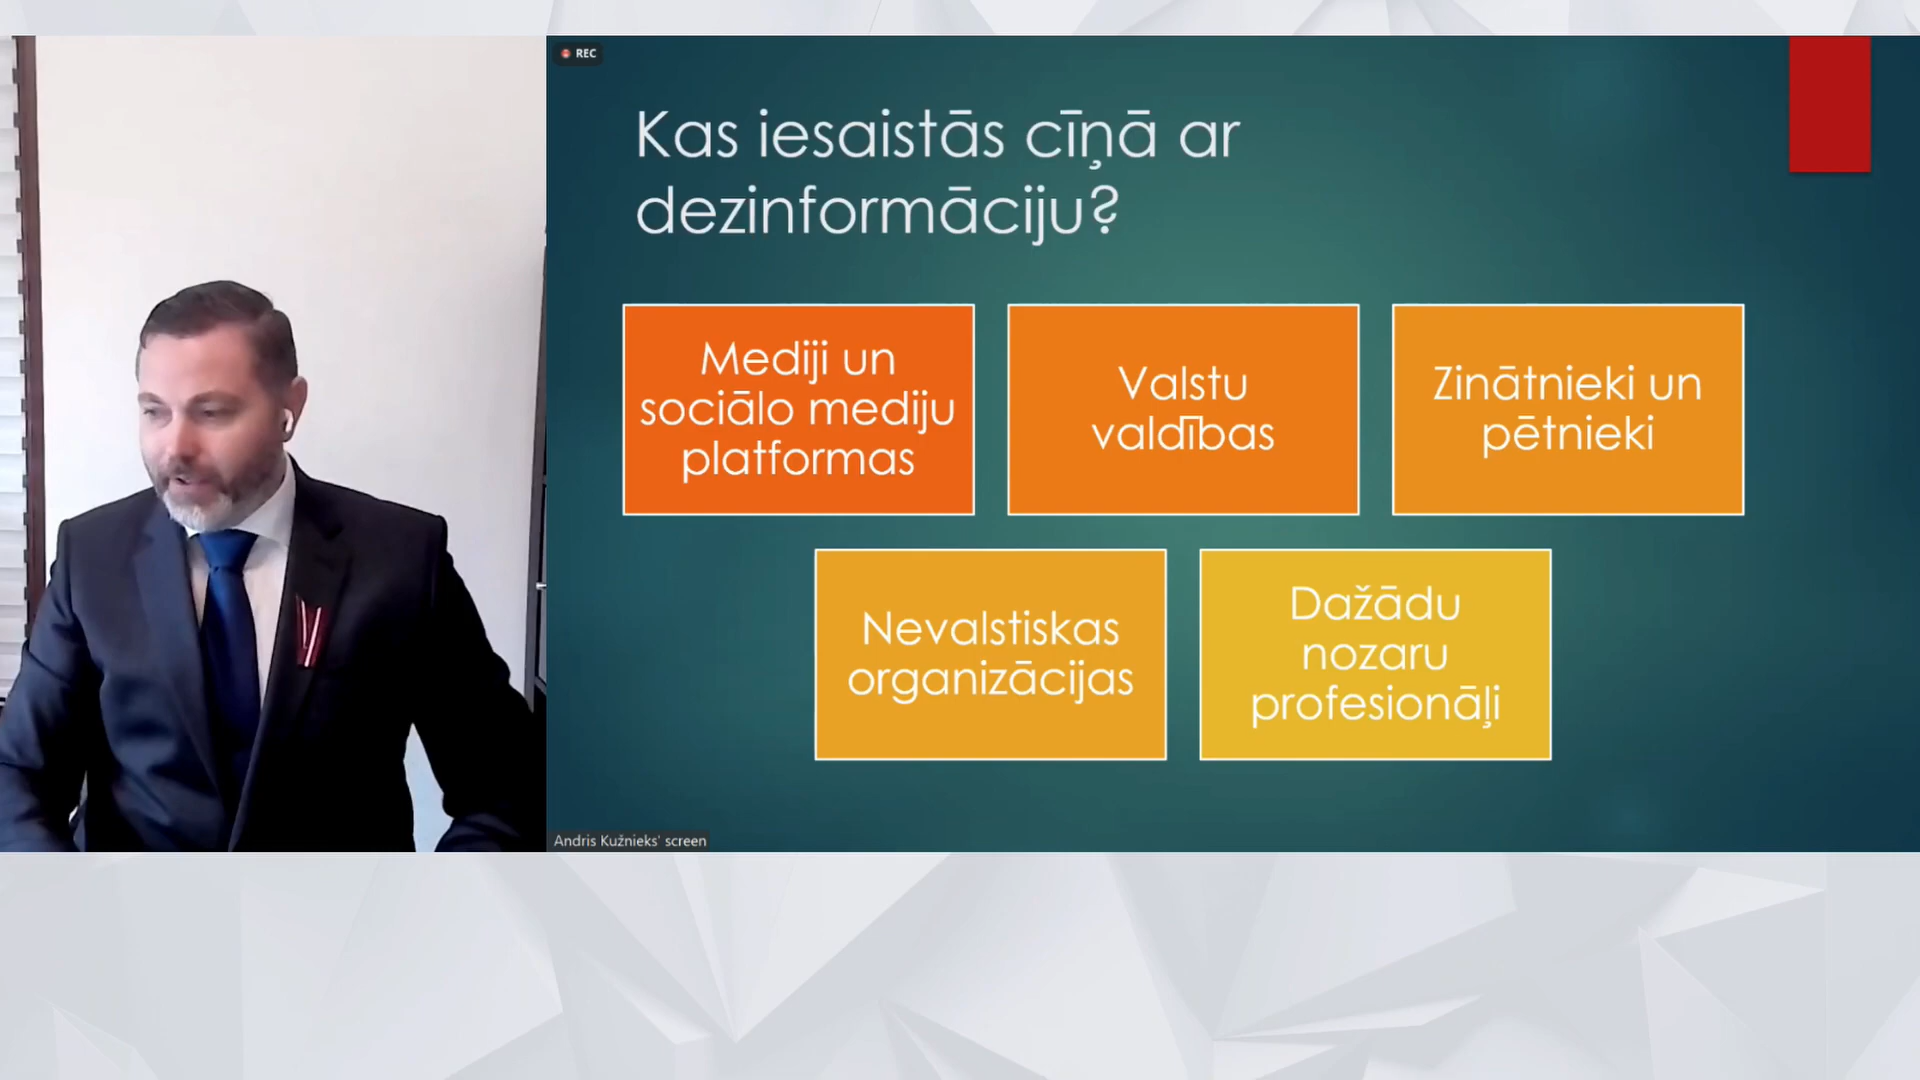 REC
Kas iesaistās cīņā ar
dezinformāciju?
Mediji un
sociālo mediju
platformas
Valstu
valdības
Zinātnieki un
pētnieki
Nevalstiskas
organizācijas
Dažādu
nozaru
profesionāļi
Andris Kužnieks' screen